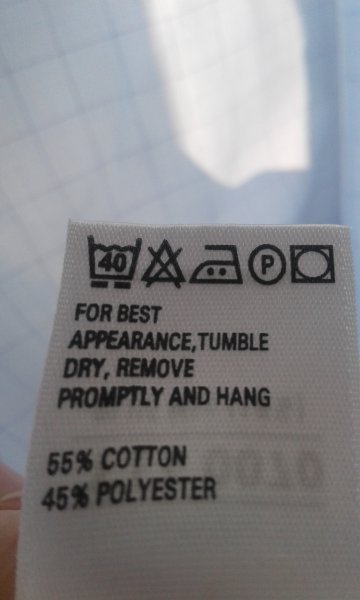 40 P
FOR BEST
APPEARANCE,TUMBLE
DRY, REMOVE
PROMPTLY AND HANG
55% COTTON
45% POLYESTER